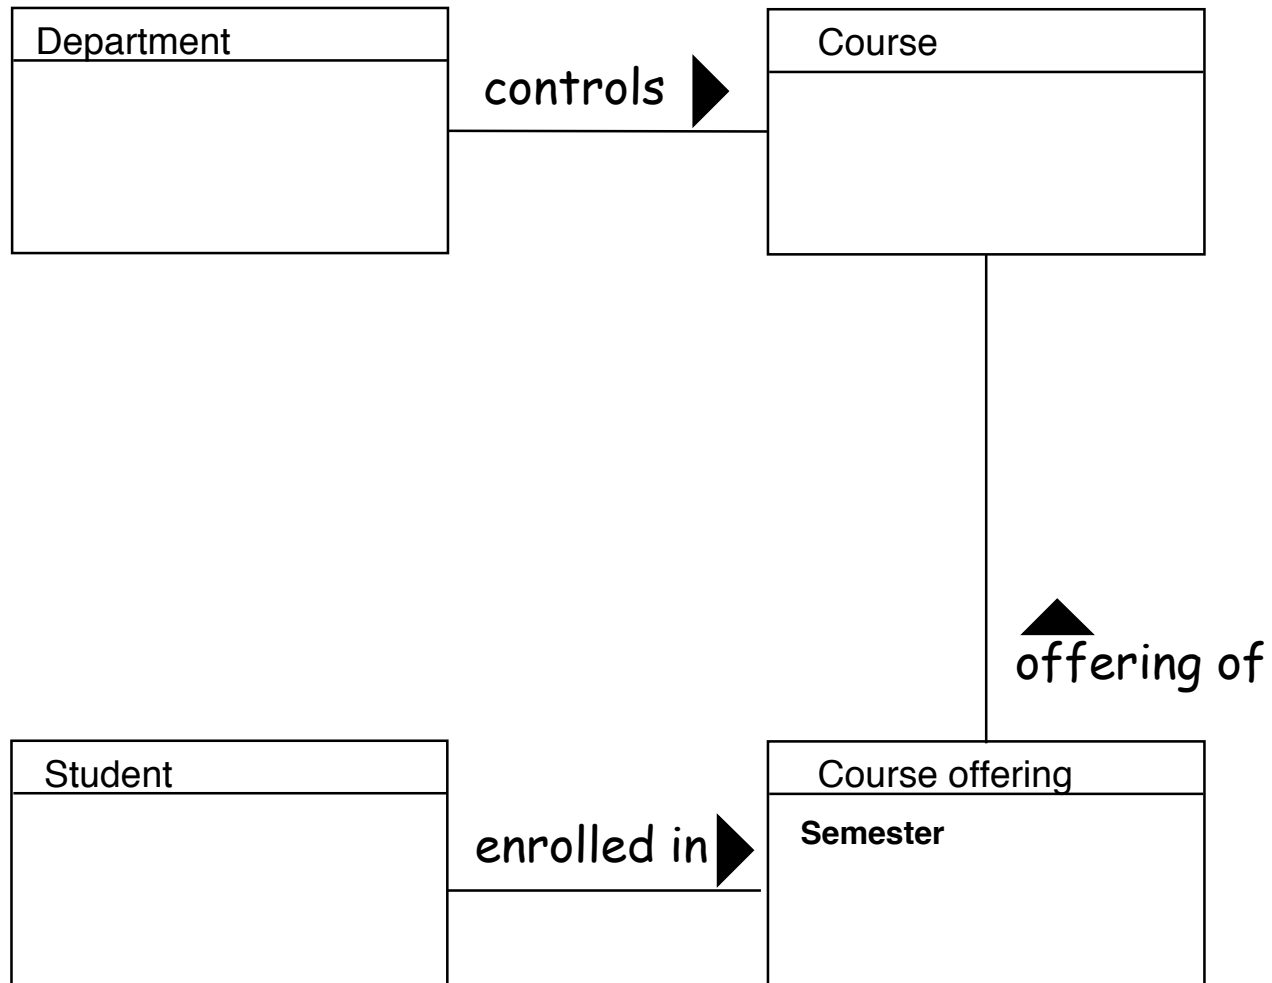 Department
controls
Course
offering of
Student
enrolled in
Course offering
Semester